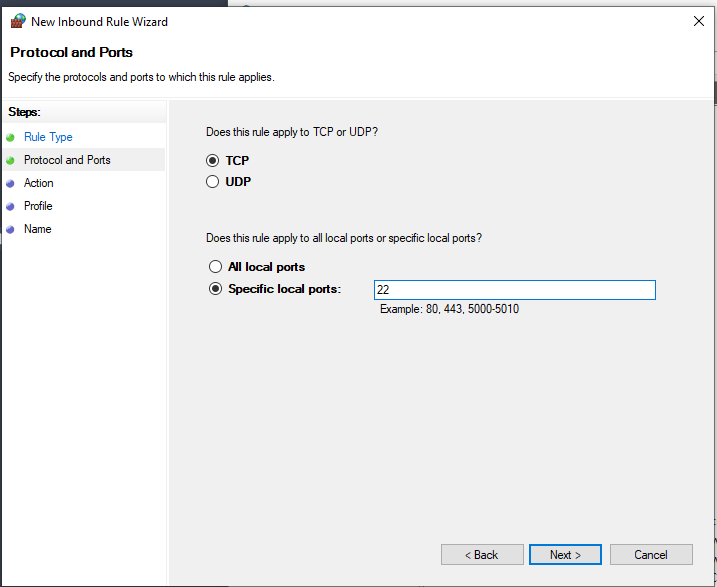 New Inbound Rule Wizard
Protocol and Ports
Specify the protocols and ports to which this rule applies.
Steps:
Rule Type
Protocol and Ports
Action
Profile
Name
Does this rule apply to TCP or UDP?
TCP
UDP
Does this rule apply to all local ports or specific local ports?
All local ports
Specific local ports:
22
Example: 80, 443, 5000-5010
< Back
Next >
Cancel